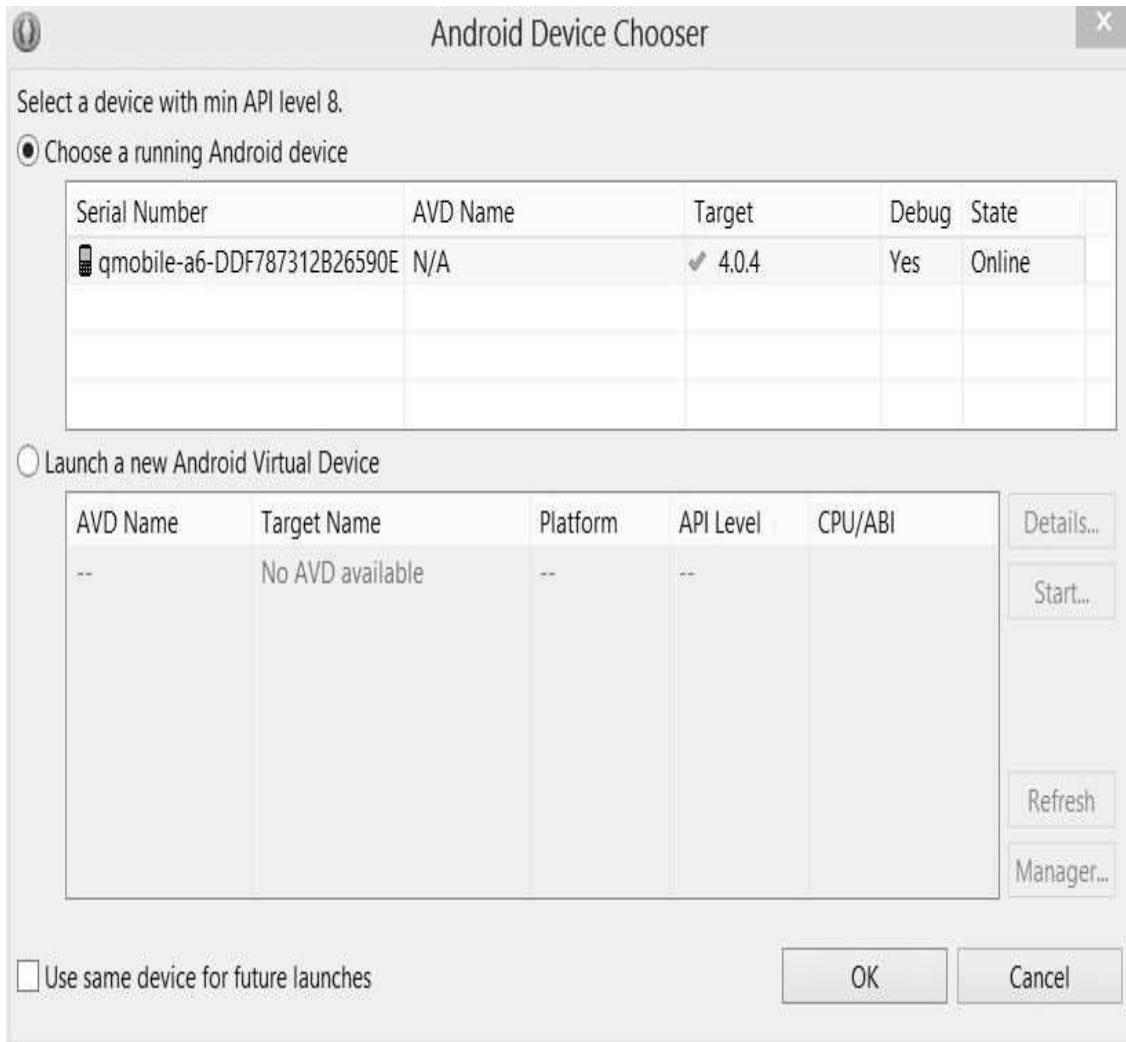 Android Device Chooser
X
Select a device with min API level 8.
Choose a running Android device
Serial Number AVD Name Target Debug State
qmobile-a6-DDF787312B26590E N/A 4.0.4 Yes Online
Launch a new Android Virtual Device
AVD Name Target Name Platform API Level CPU/ABI
-- No AVD available -- --
Details...
Start...
Refresh
Manager...
Use same device for future launches
OK Cancel